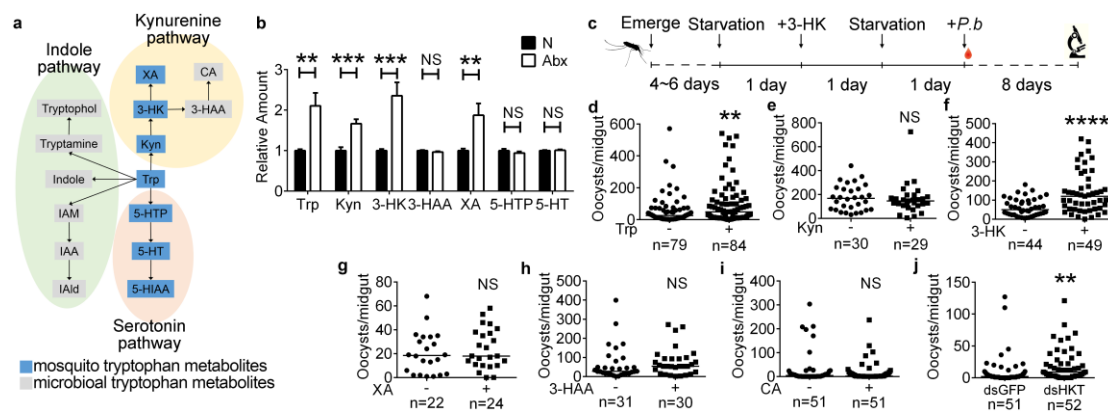 a
Kynurenine
pathway
Indole
pathway
XA
CA
Tryptophol
3-HK
3-HAA
Tryptamine
Kyn
Indole
Trp
IAM
5-HTP
IAA
5-HT
IAld
5-HIAA
Serotonin
pathway
mosquito tryptophan metabolites
microbioal tryptophan metabolites
b
N
Abx
** *** *** NS ** NS NS
Relative Amount
3
2
1
0
Trp Kyn 3-HK 3-HAA XA 5-HTP 5-HT
c
Emerge Starvation +3-HK Starvation +P.b
4~6 days 1 day 1 day 1 day 8 days
d
**
Oocysts/midgut
600
400
200
0
Trp - +
n=79 n=84
e
NS
Oocysts/midgut
800
600
400
200
0
Kyn - +
n=30 n=29
f
****
Oocysts/midgut
500
400
300
200
100
0
3-HK - +
n=44 n=49
g
NS
Oocysts/midgut
80
60
40
20
0
XA - +
n=22 n=24
h
NS
Oocysts/midgut
500
400
300
200
100
0
3-HAA - +
n=31 n=30
i
NS
Oocysts/midgut
400
300
200
100
0
CA - +
n=51 n=51
j
**
Oocysts/midgut
150
100
50
0
dsGFP dsHKT
n=51 n=52